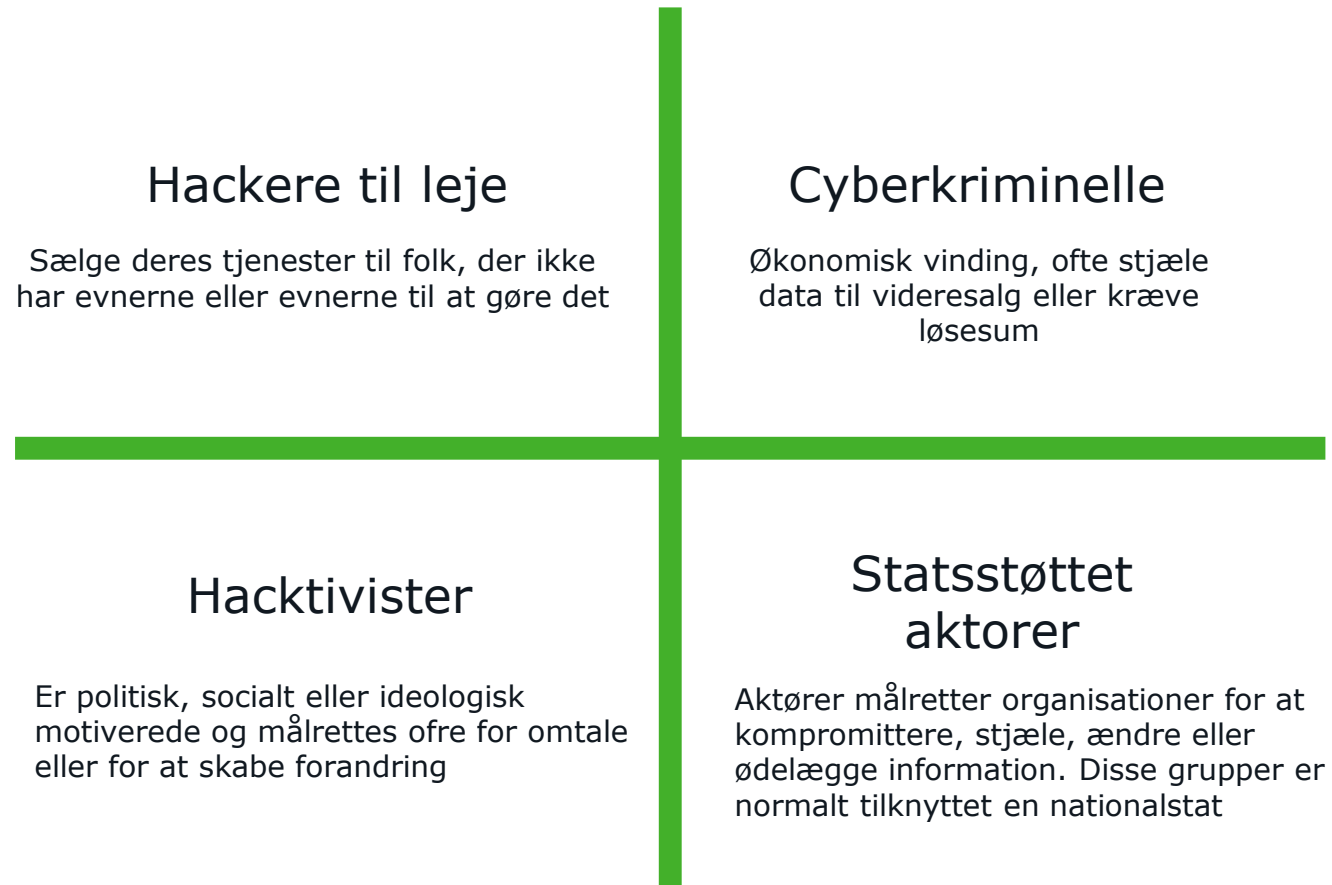 Hackere til leje
Sælge deres tjenester til folk, der ikke
har evnerne eller evnerne til at gøre det
Cyberkriminelle
Økonomisk vinding, ofte stjæle
data til videresalg eller kræve
løsesum
Hacktivister
Er politisk, socialt eller ideologisk
motiverede og målrettes ofre for omtale
eller for at skabe forandring
Statsstøttet
aktorer
Aktører målretter organisationer for at
kompromittere, stjæle, ændre eller
ødelægge information. Disse grupper er
normalt tilknyttet en nationalstat